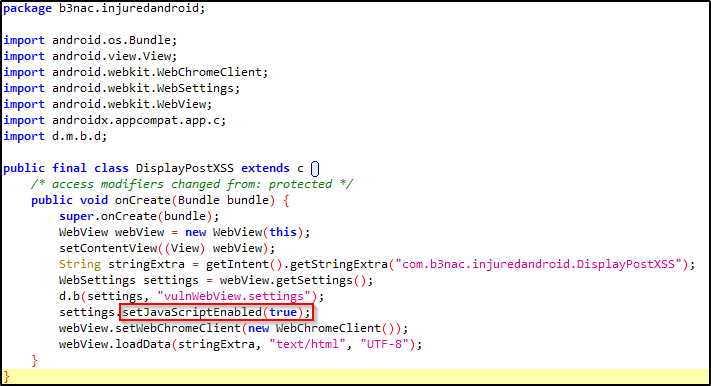 package b3nac.injuredandroid;
import android.os.Bundle;
import android.view.View;
import android.webkit.WebChromeClient;
import android.webkit.WebSettings;
import android.webkit.WebView;
import androidx.appcompat.app.c;
import d.m.b.d;
public final class DisplayPostXSS extends c {
/* access modifiers changed from: protected */
public void onCreate(Bundle bundle) {
super.onCreate(bundle);
WebView webView = new WebView(this);
setContentView((View) webView);
String stringExtra = getIntent().getStringExtra("com.b3nac.injuredandroid.DisplayPostXSS");
WebSettings settings = webView.getSettings();
d.b(settings, "vulnWebView.settings");
settings.setJavaScriptEnabled(true);
webView.setWebChromeClient(new WebChromeClient());
webView.loadData(stringExtra, "text/html", "UTF-8");
}
}